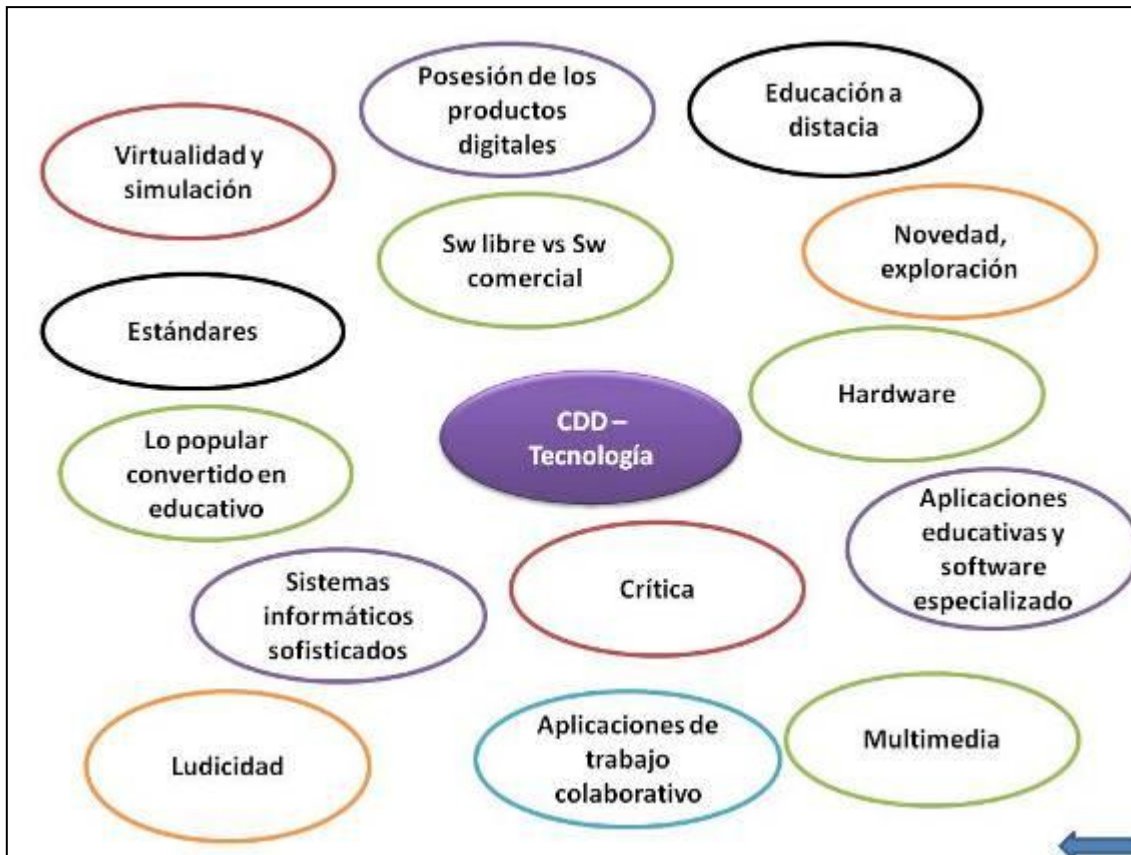 Posesión de los
productos
digitales
Educación a
distacia
Virtualidad y
simulación
Sw libre vs Sw
comercial
Novedad,
exploración
Estándares
Hardware
CDD –
Tecnología
Lo popular
convertido en
educativo
Aplicaciones
educativas y
software
especializado
Sistemas
informáticos
sofisticados
Crítica
Ludicidad
Aplicaciones de
trabajo
colaborativo
Multimedia